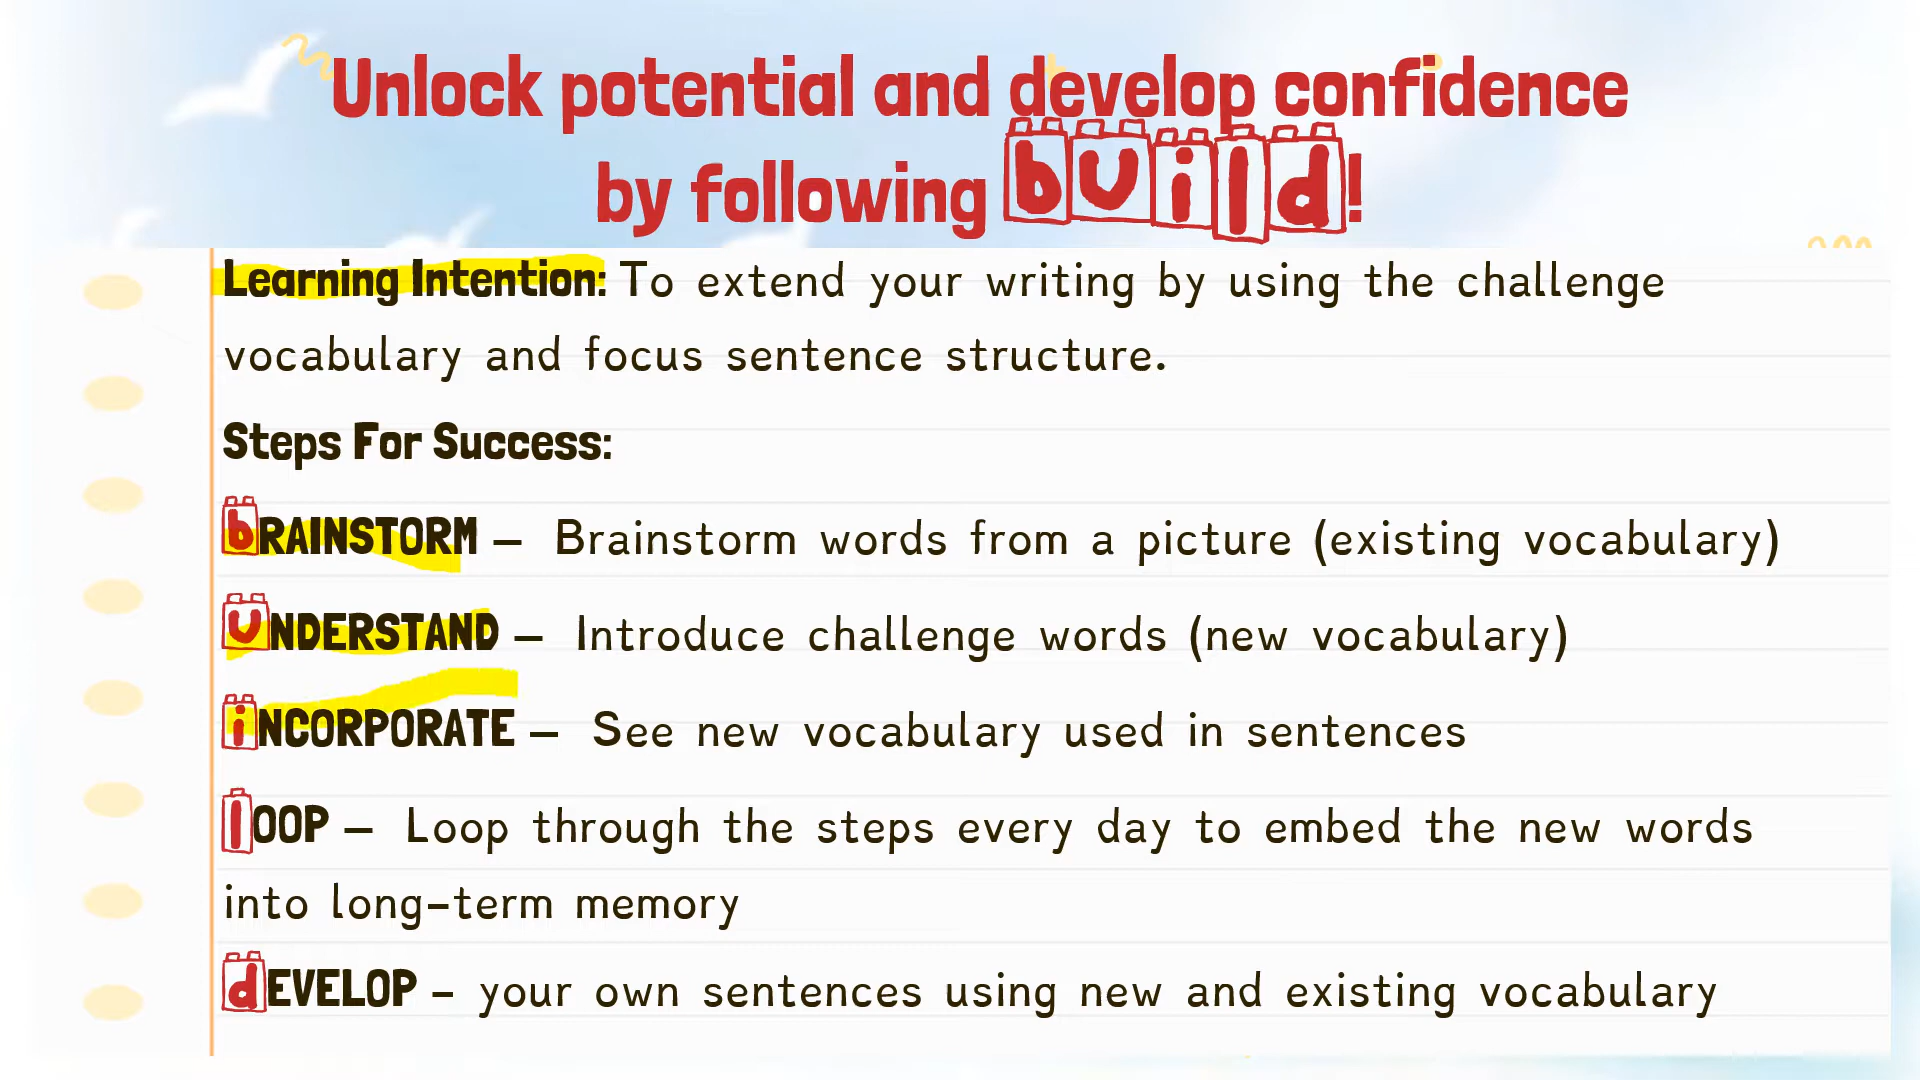 Unlock potential and develop confidence
by following build!
Learning Intention: To extend your writing by using the challenge
vocabulary and focus sentence structure.
Steps For Success:
bRAINSTORM – Brainstorm words from a picture (existing vocabulary)
UNDERSTAND – Introduce challenge words (new vocabulary)
iNCORPORATE – See new vocabulary used in sentences
lOOP – Loop through the steps every day to embed the new words
into long-term memory
dEVELOP - your own sentences using new and existing vocabulary